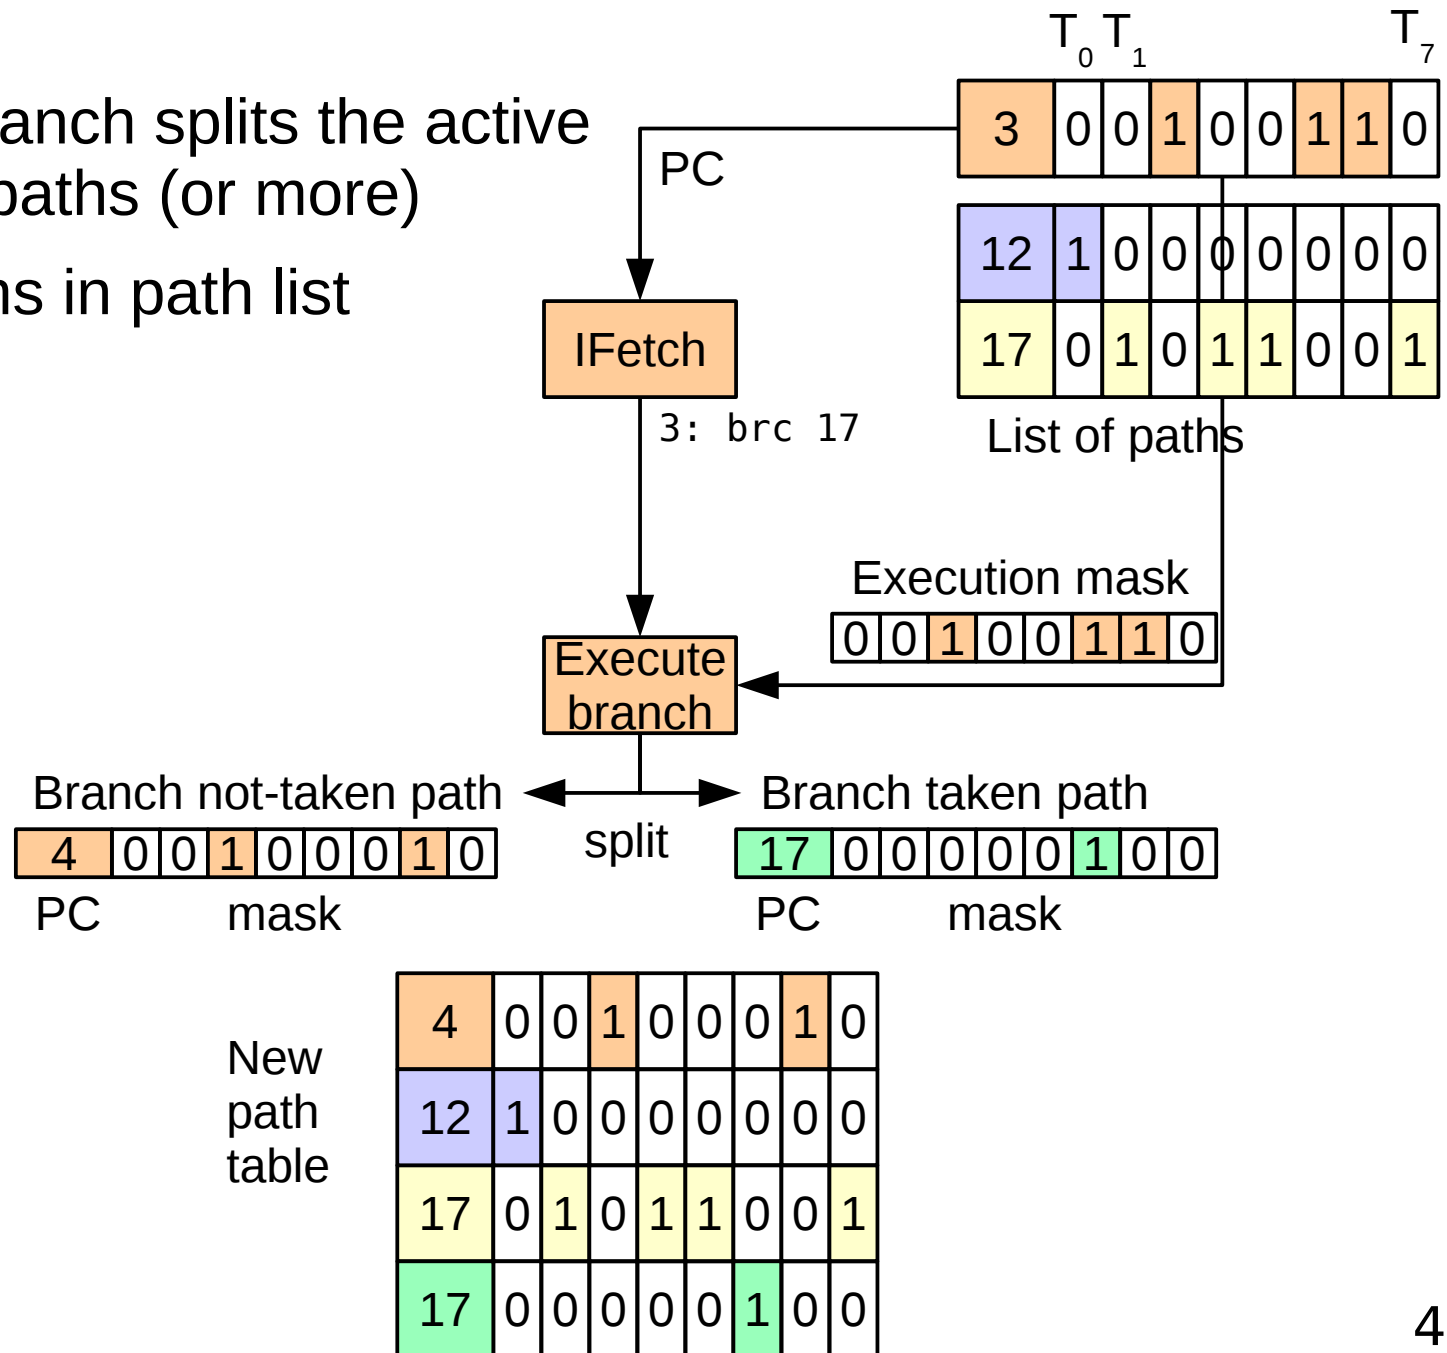 T0 T1 T7
3 0 0 1 0 0 1 1 0
anch splits the active
paths (or more)
PC
12 1 0 0 0 0 0 0 0
ns in path list
IFetch
17 0 1 0 1 1 0 0 1
3: brc 17
List of paths
Execution mask
0 0 1 0 0 1 1 0
Execute
branch
Branch not-taken path
Branch taken path
split
4 0 0 1 0 0 0 1 0
17 0 0 0 0 0 1 0 0
PC mask
PC mask
New
path
table
4 0 0 1 0 0 0 1 0
12 1 0 0 0 0 0 0 0
17 0 1 0 1 1 0 0 1
17 0 0 0 0 0 1 0 0
4